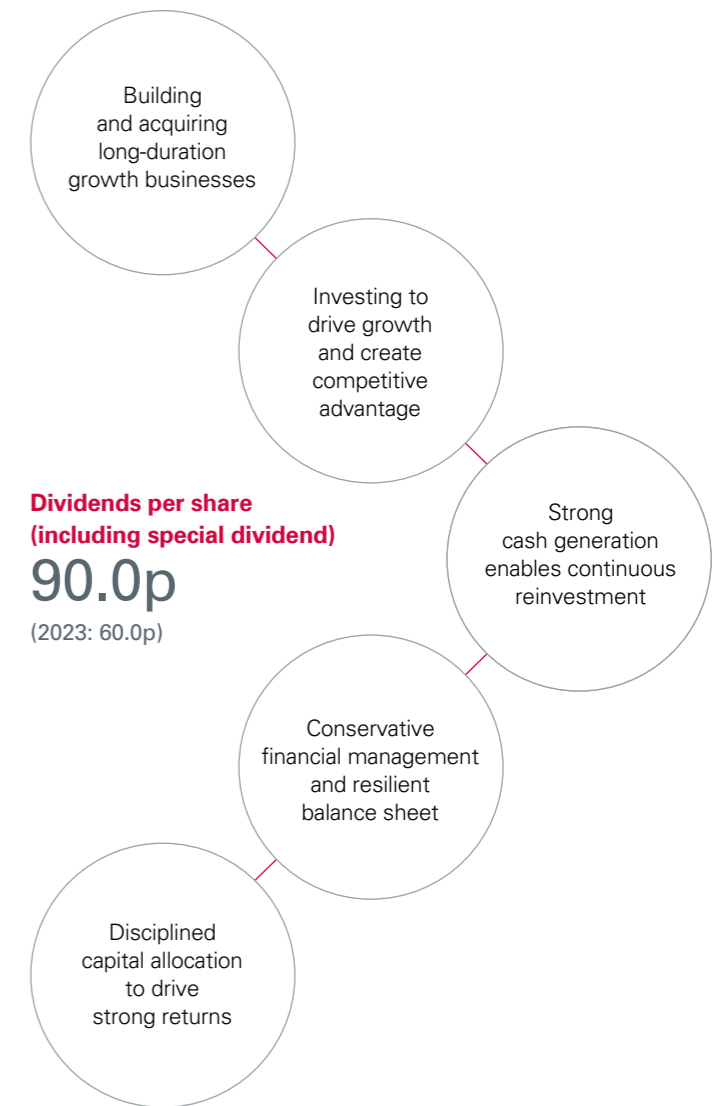 Building
and acquiring
long-duration
growth businesses
Investing to
drive growth
and create
competitive
advantage
Dividends per share
(including special dividend)
90.0p
(2023: 60.0p)
Strong
cash generation
enables continuous
reinvestment
Conservative
financial management
and resilient
balance sheet
Disciplined
capital allocation
to drive
strong returns